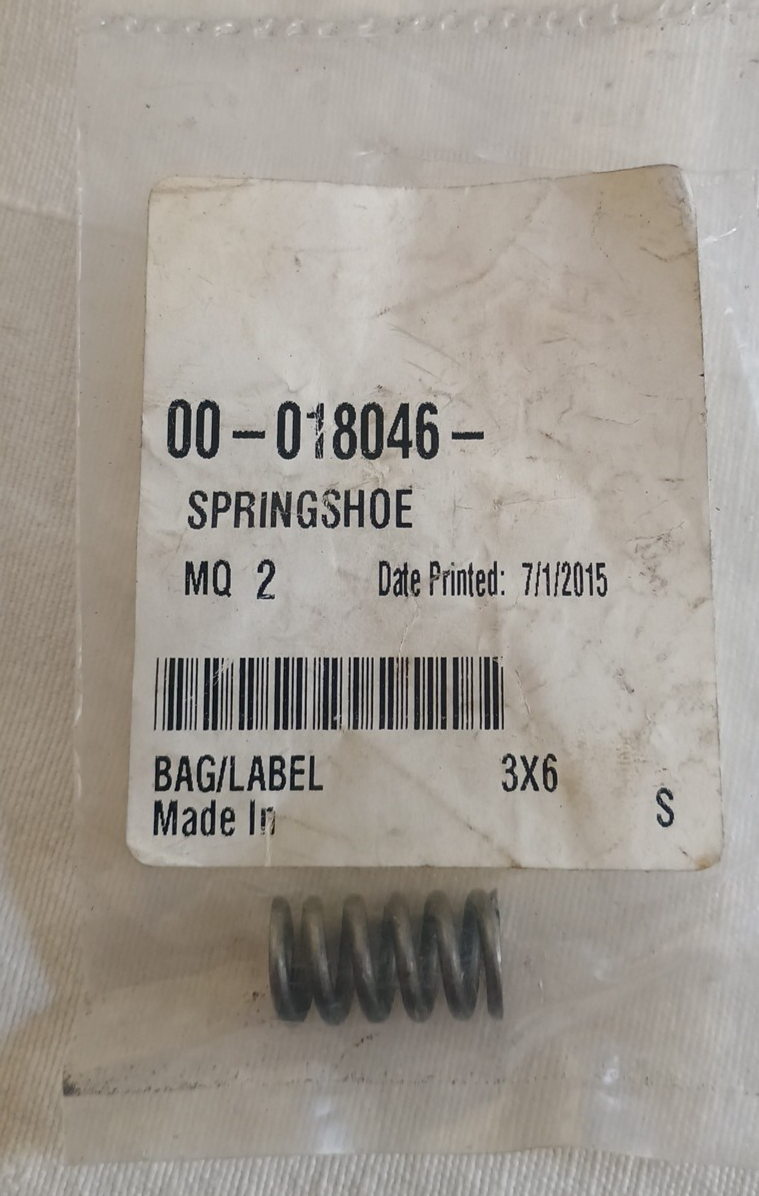 00-018046-
SPRINGSHOE
MQ 2 Date Printed: 7/1/2015
BAG/LABEL 3X6
Made In S